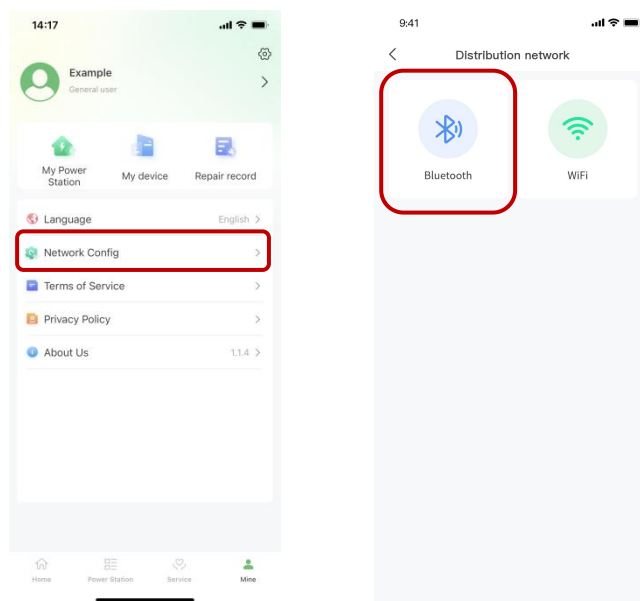 14:17
Example
General user
My Power
Station
My device
Repair record
Language
English
Network Config
Terms of Service
Privacy Policy
About Us
1.1.4
Home
Power Station
Service
Mine
9:41
Distribution network
Bluetooth
WiFi